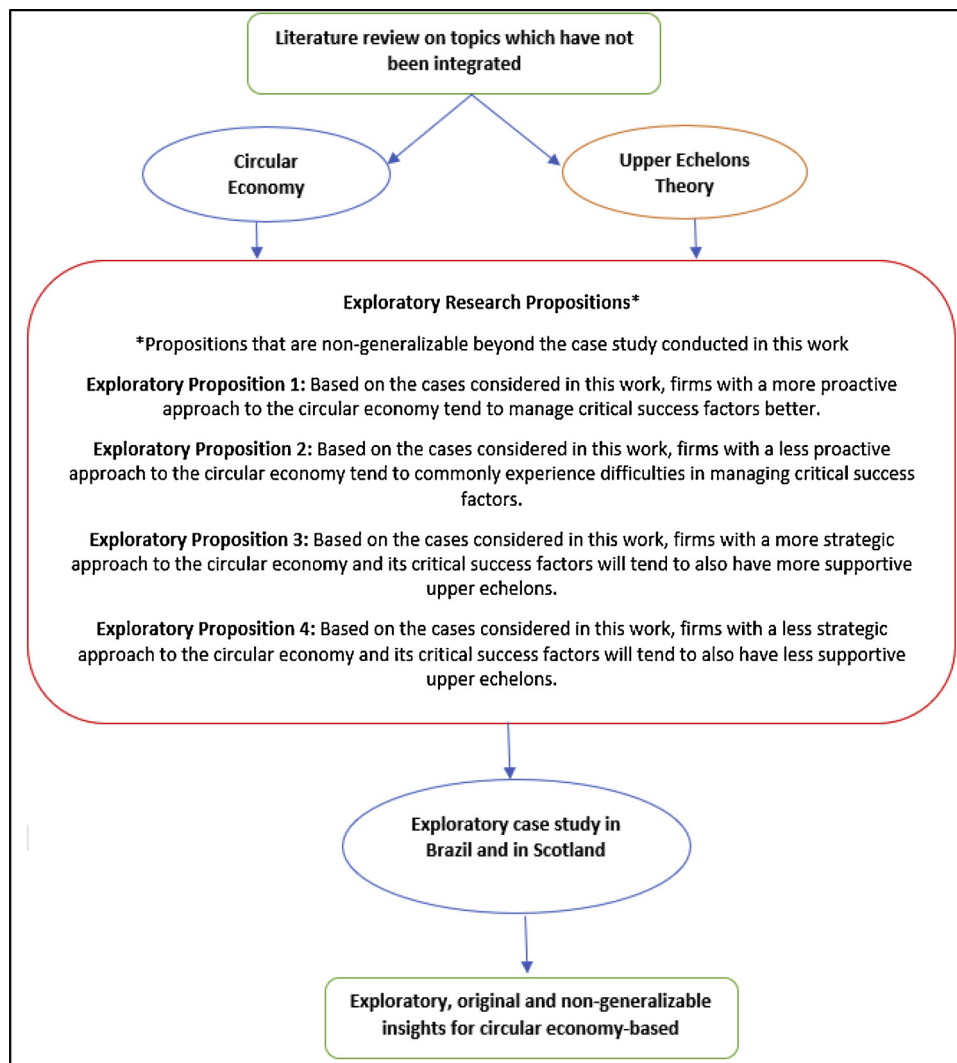 Literature review on topics which have not
been integrated
Circular
Economy
Upper Echelons
Theory
Exploratory Research Propositions*
*Propositions that are non-generalizable beyond the case study conducted in this work
Exploratory Proposition 1: Based on the cases considered in this work, firms with a more proactive
approach to the circular economy tend to manage critical success factors better.
Exploratory Proposition 2: Based on the cases considered in this work, firms with a less proactive
approach to the circular economy tend to commonly experience difficulties in managing critical success
factors.
Exploratory Proposition 3: Based on the cases considered in this work, firms with a more strategic
approach to the circular economy and its critical success factors will tend to also have more supportive
upper echelons.
Exploratory Proposition 4: Based on the cases considered in this work, firms with a less strategic
approach to the circular economy and its critical success factors will tend to also have less supportive
upper echelons.
Exploratory case study in
Brazil and in Scotland
Exploratory, original and non-generalizable
insights for circular economy-based